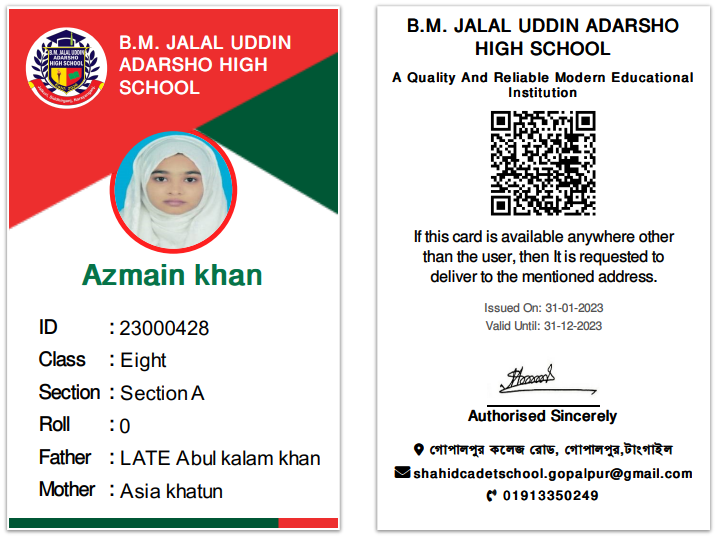 B.M. JALAL UDDIN
ADARSHO
HIGH SCHOOL
B.M. JALAL UDDIN
ADARSHO HIGH
SCHOOL
Azmain khan
ID : 23000428
Class : Eight
Section : Section A
Roll : 0
Father : LATE Abul kalam khan
Mother : Asia khatun
B.M. JALAL UDDIN ADARSHO
HIGH SCHOOL
A Quality And Reliable Modern Educational
Institution
If this card is available anywhere other
than the user, then It is requested to
deliver to the mentioned address.
Issued On: 31-01-2023
Valid Until: 31-12-2023
Authorised Sincerely
গোপালপুর কলেজ রোড, গোপালপুর,টাংগাইল
shahidcadetschool.gopalpur@gmail.com
01913350249